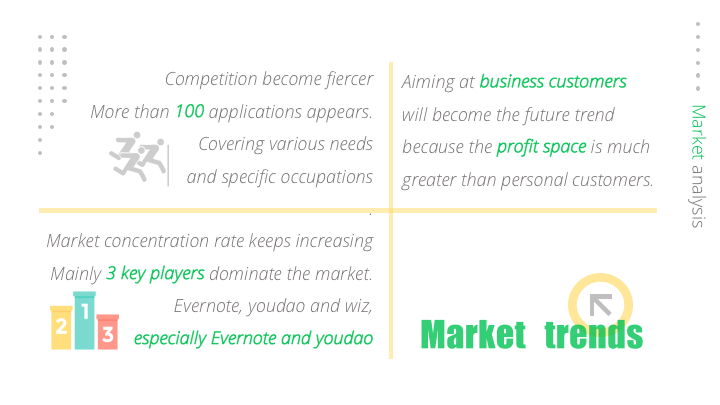 Competition become fiercer
More than 100 applications appears.
Covering various needs
and specific occupations
.
Aiming at business customers
will become the future trend
because the profit space is much
greater than personal customers.
Market concentration rate keeps increasing
Mainly 3 key players dominate the market.
Evernote, youdao and wiz,
especially Evernote and youdao
2 1 3
Market trends
Market analysis